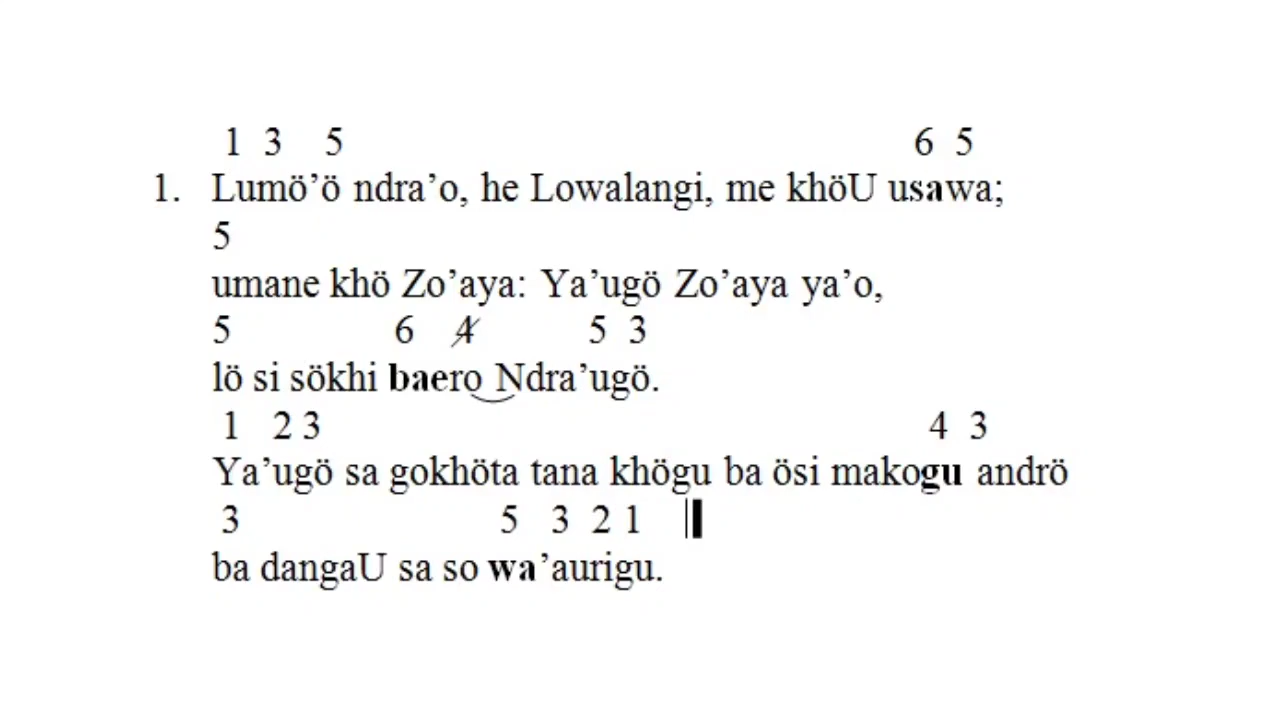 1 3 5 6 5
1. Lumö’ö ndra’o, he Lowalangi, me khöU usawa;
5
umane khö Zo’aya: Ya’ugö Zo’aya ya’o,
5 6 4̸ 5 3
lö si sökhi baero Ndra’ugö.
1 2 3 4 3
Ya’ugö sa gokhöta tana khögu ba ösi makogu andrö
3 5 3 2 1
ba dangaU sa so wa’aurigu.